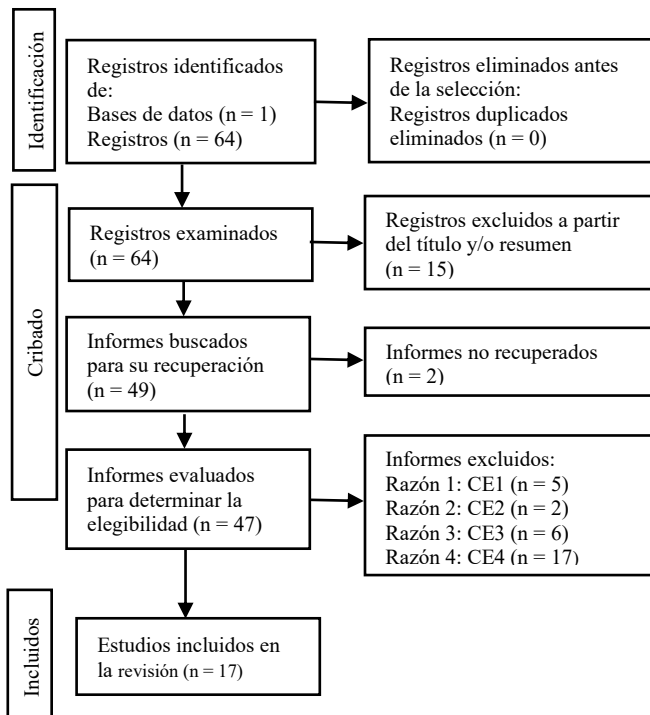 Identificación
Registros identificados
de:
Bases de datos (n = 1)
Registros (n = 64)
Registros eliminados antes
de la selección:
Registros duplicados
eliminados (n = 0)
Cribado
Registros examinados
(n = 64)
Registros excluidos a partir
del título y/o resumen
(n = 15)
Informes buscados
para su recuperación
(n = 49)
Informes no recuperados
(n = 2)
Informes evaluados
para determinar la
elegibilidad (n = 47)
Informes excluidos:
Razón 1: CE1 (n = 5)
Razón 2: CE2 (n = 2)
Razón 3: CE3 (n = 6)
Razón 4: CE4 (n = 17)
Incluidos
Estudios incluidos en
la revisión (n = 17)